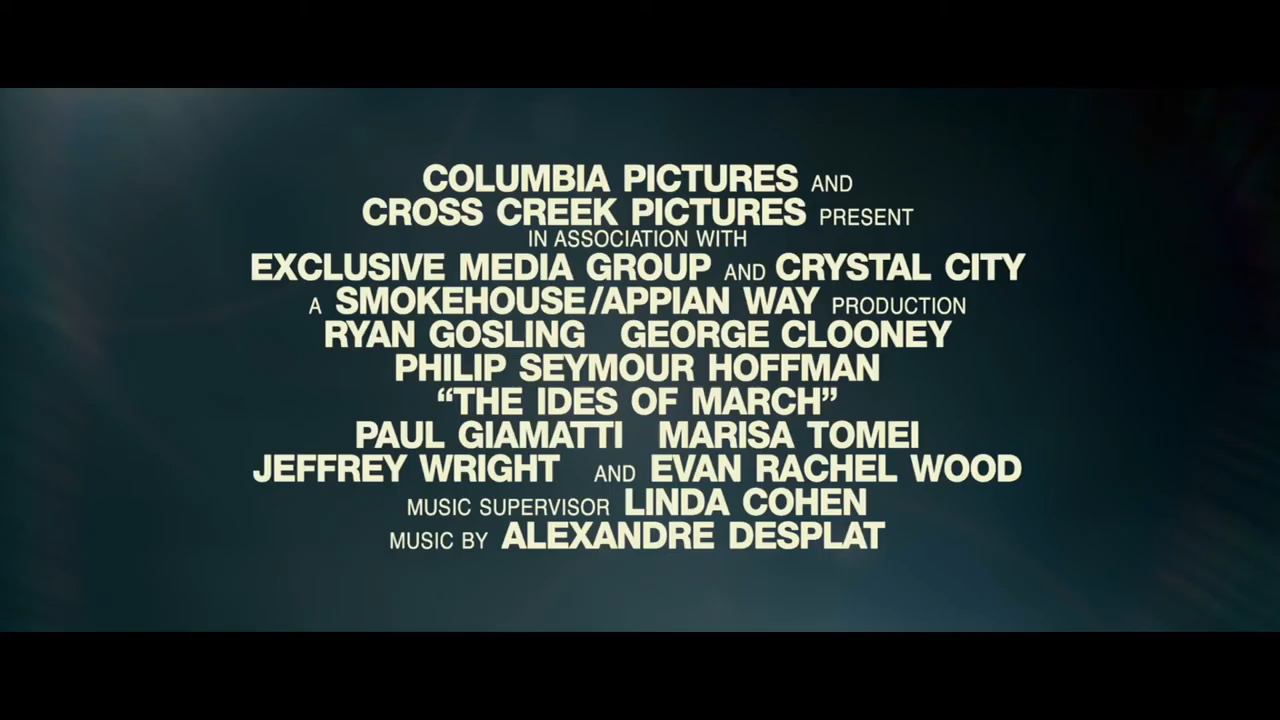 COLUMBIA PICTURES AND
CROSS CREEK PICTURES PRESENT
IN ASSOCIATION WITH
EXCLUSIVE MEDIA GROUP AND CRYSTAL CITY
A SMOKEHOUSE/APPIAN WAY PRODUCTION
RYAN GOSLING GEORGE CLOONEY
PHILIP SEYMOUR HOFFMAN
“THE IDES OF MARCH”
PAUL GIAMATTI MARISA TOMEI
JEFFREY WRIGHT AND EVAN RACHEL WOOD
MUSIC SUPERVISOR LINDA COHEN
MUSIC BY ALEXANDRE DESPLAT